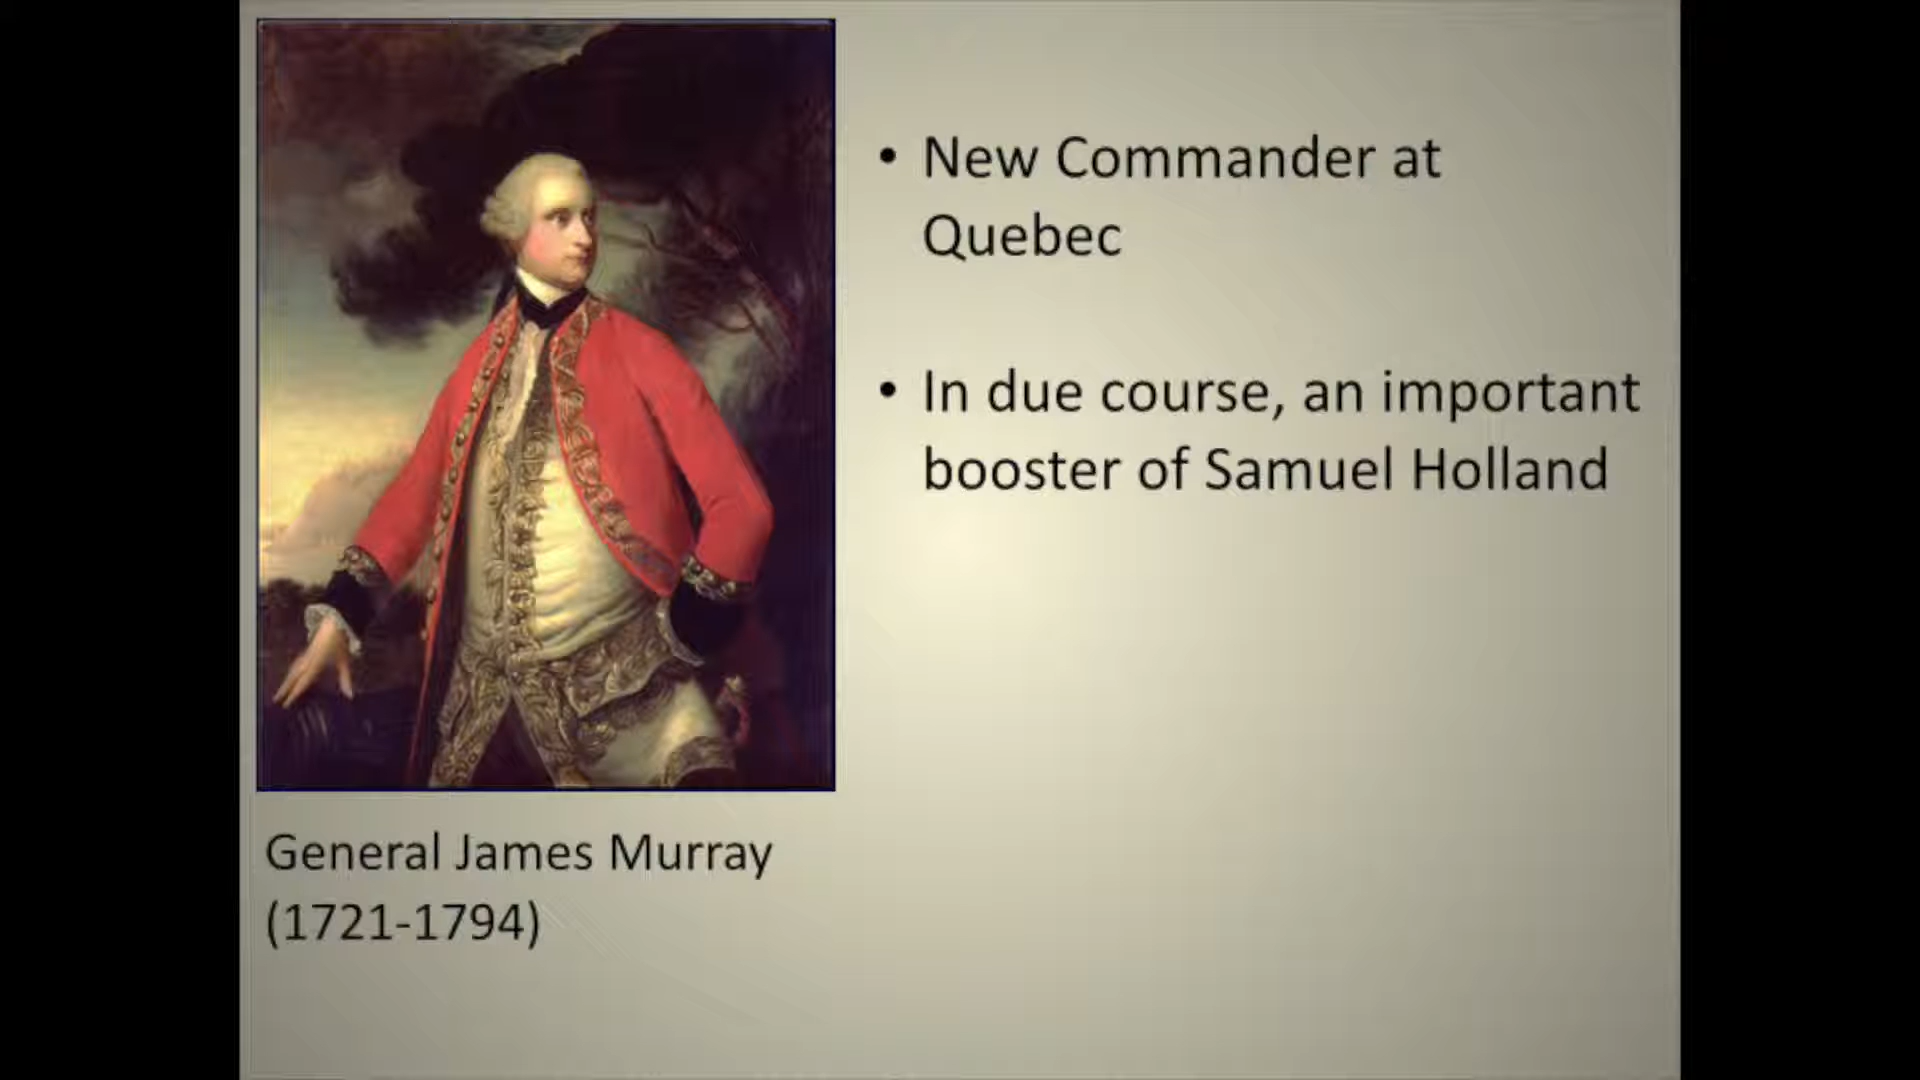 • New Commander at
Quebec
• In due course, an important
booster of Samuel Holland
General James Murray
(1721-1794)